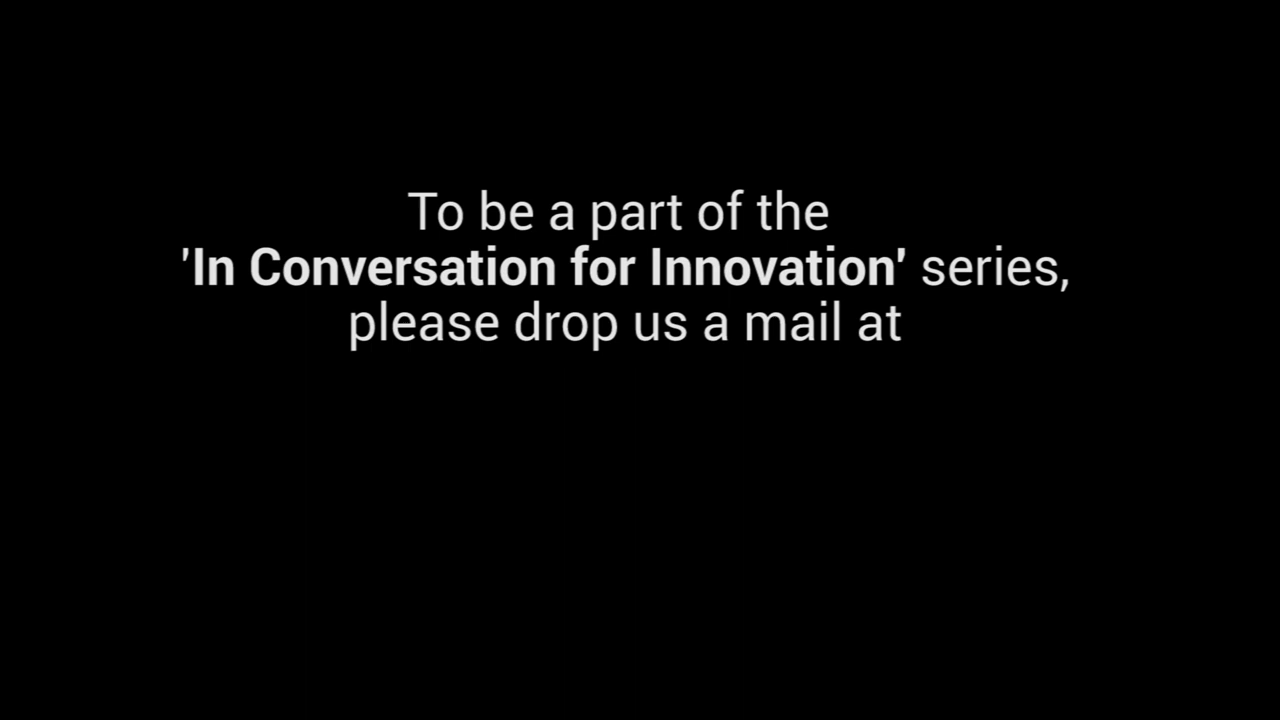 To be a part of the
'In Conversation for Innovation' series,
please drop us a mail at